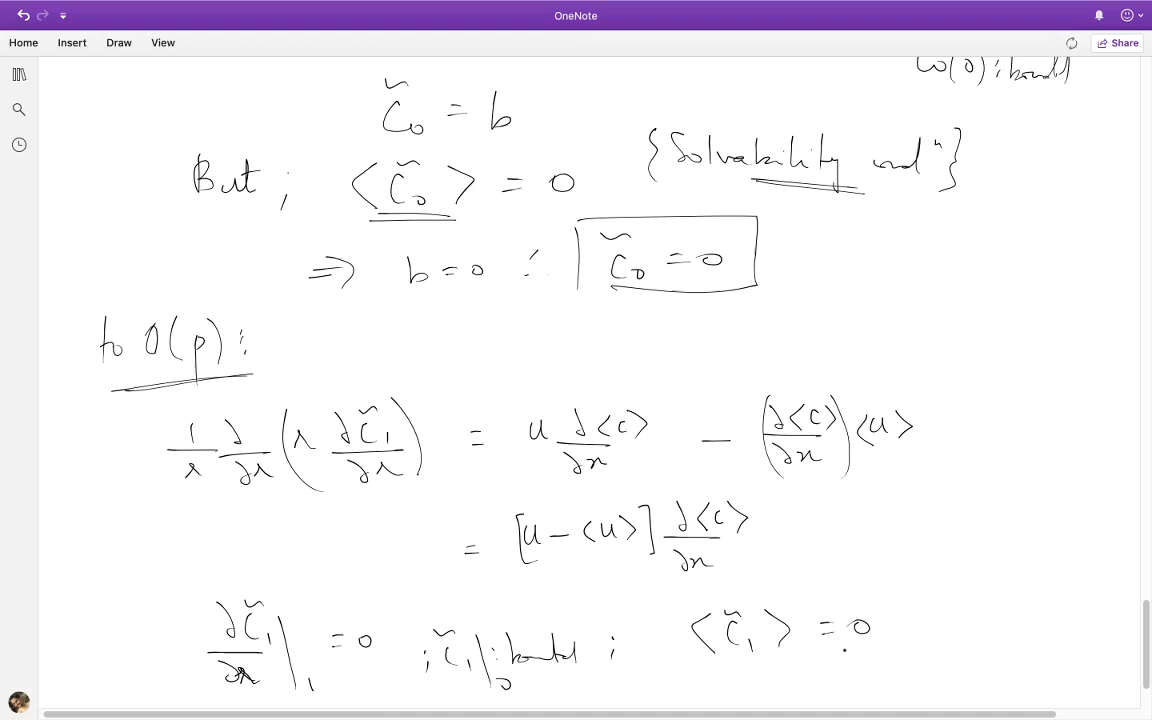 OneNote
Home Insert Draw View Share
C̃₀(0) : bounded
C̃₀ = b
But ; <C̃₀> = 0 {Solvability condⁿ}
⇒ b = 0 ∴ C̃₀ = 0
to O(p) :
1/r ∂/∂r (r ∂C̃₁/∂r) = u ∂<c>/∂x − (∂<c>/∂x) <u>
= [u − <u>] ∂<c>/∂x
∂C̃₁/∂r |₁ = 0 ; C̃₁|₀ : bounded ; <C̃₁> = 0